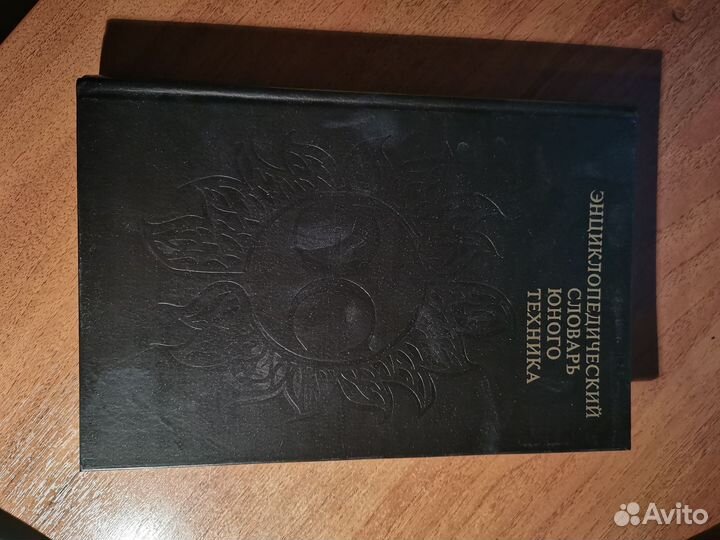 ЭНЦИКЛОПЕДИЧЕСКИЙ
СЛОВАРЬ
ЮНОГО
ТЕХНИКА
Avito